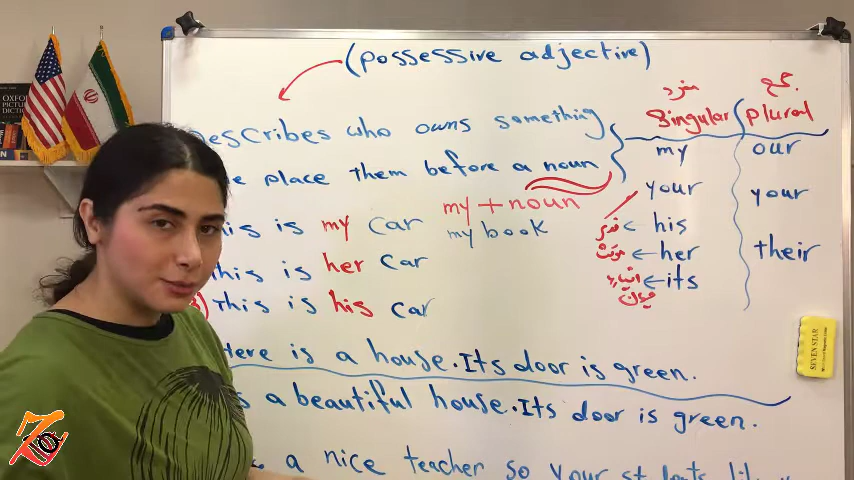 (possessive adjective)
Describes who owns something
place them before a noun
my + noun
my book
is my car
This is her car
3) This is his car
Here is a house. Its door is green.
a beautiful house. Its door is green.
a nice teacher so your
مفرد جمع
Singular plural
my our
your your
مذکر his
مونث her their
اشیاء its
حیوان
OXFORD
PICTURE
SEVEN STAR